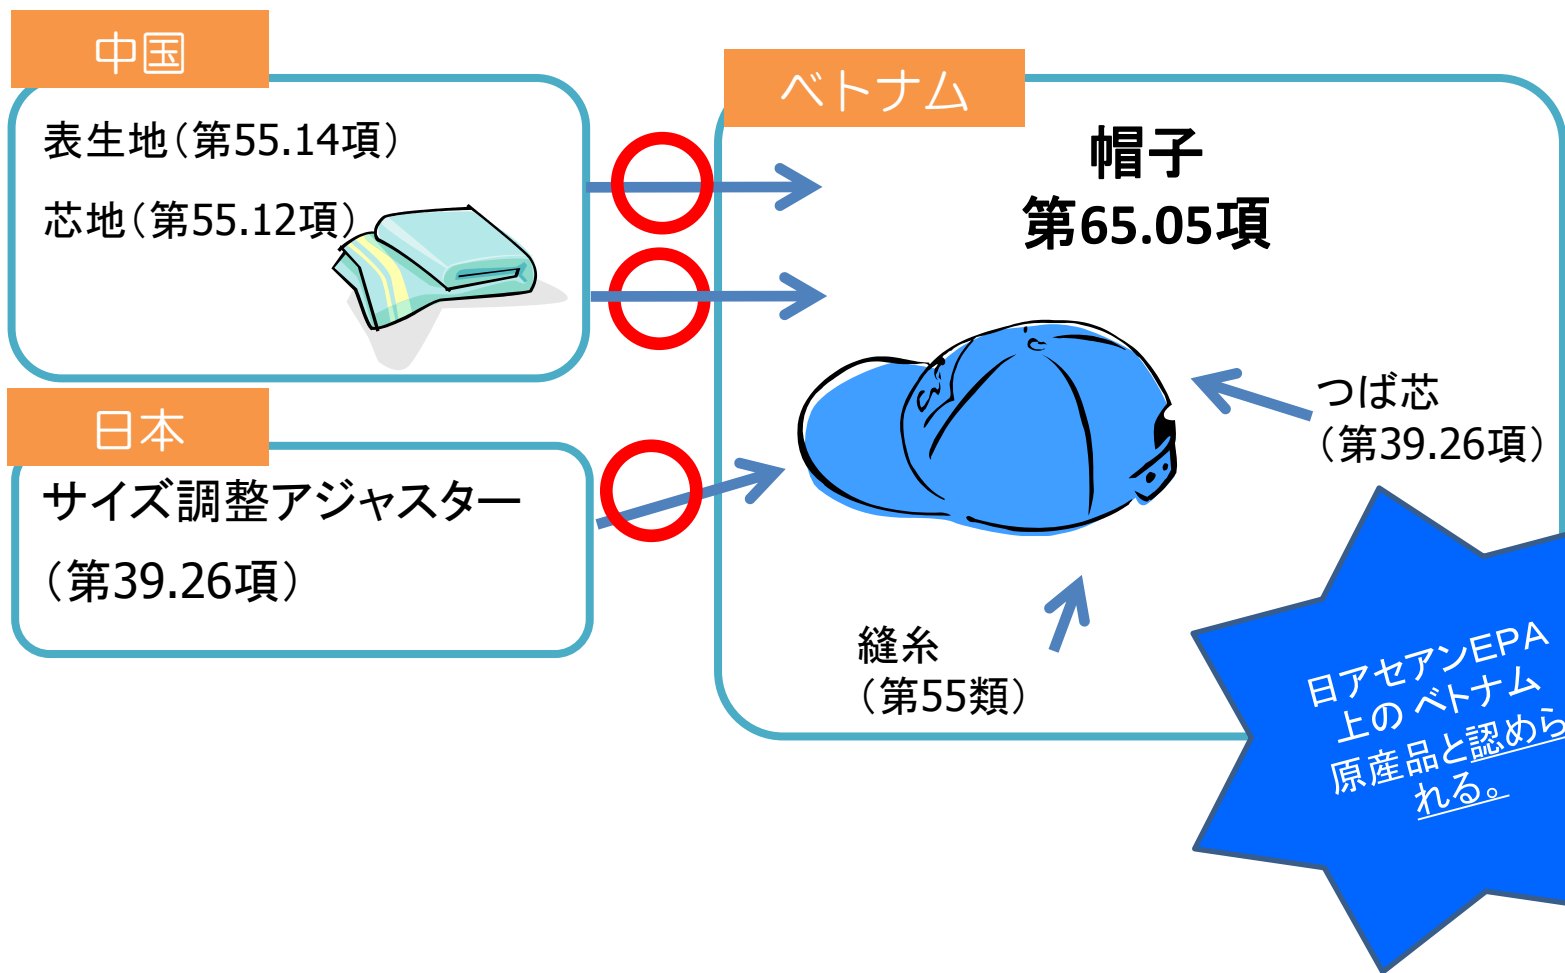 中国
表生地（第55.14項）
芯地（第55.12項）
日本
サイズ調整アジャスター
（第39.26項）
ベトナム
帽子
第65.05項
つば芯
（第39.26項）
縫糸
（第55類）
日アセアンEPA
上の ベトナム
原産品と認めら
れる。